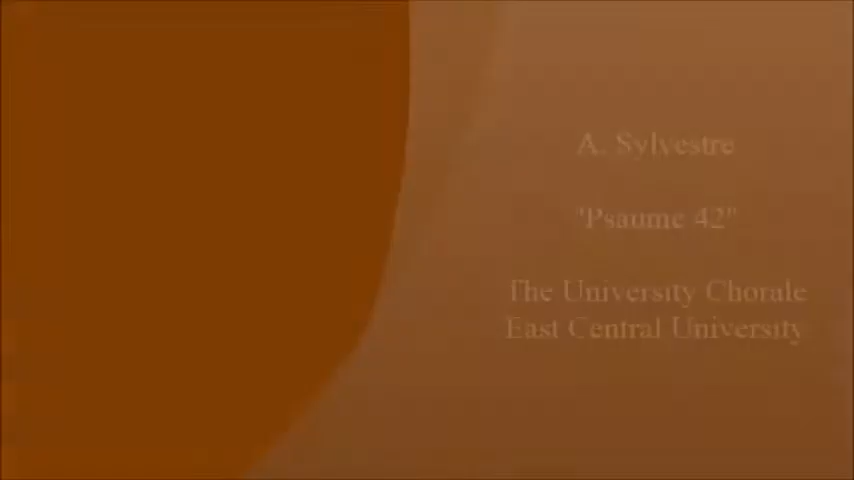 A. Sylvestre
"Psaume 42"
The University Chorale
East Central University